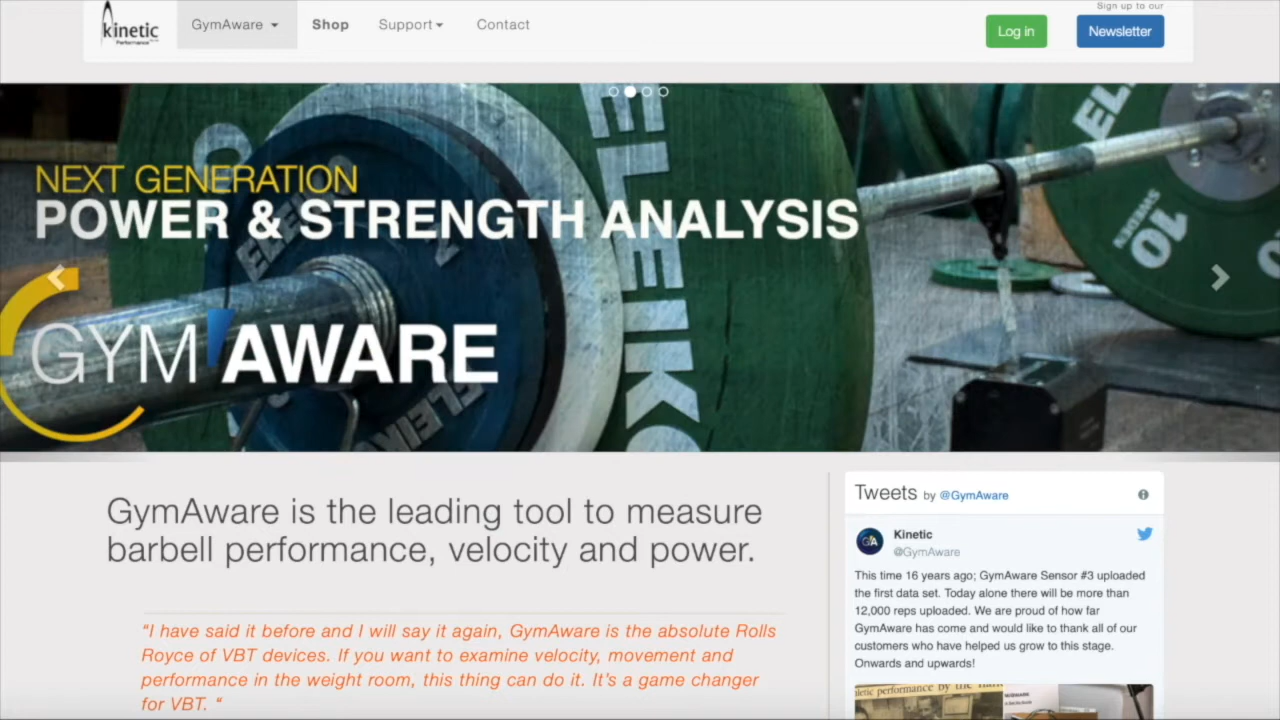 Sign up to our
kinetic
Performance
GymAware
Shop
Support
Contact
Log in
Newsletter
NEXT GENERATION
POWER & STRENGTH ANALYSIS
GYM AWARE
ELEIKO
ELEIKO
ELEIKO
SWEDEN
10
GymAware is the leading tool to measure
barbell performance, velocity and power.
“I have said it before and I will say it again, GymAware is the absolute Rolls
Royce of VBT devices. If you want to examine velocity, movement and
performance in the weight room, this thing can do it. It’s a game changer
for VBT. “
Tweets by @GymAware
GA
Kinetic
@GymAware
This time 16 years ago; GymAware Sensor #3 uploaded
the first data set. Today alone there will be more than
12,000 reps uploaded. We are proud of how far
GymAware has come and would like to thank all of our
customers who have helped us grow to this stage.
Onwards and upwards!